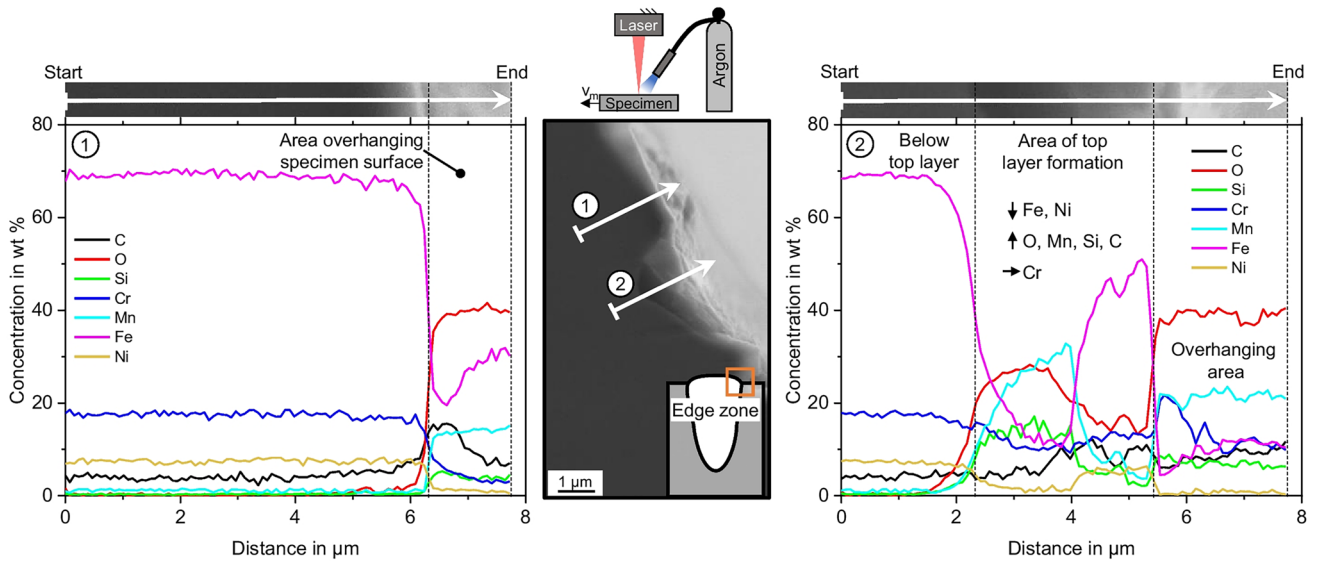 Laser
Argon
v_m
Specimen
Start
End
80
60
40
20
0
Concentration in wt %
1
Area overhanging
specimen surface
C
O
Si
Cr
Mn
Fe
Ni
0 2 4 6 8
Distance in µm
1
2
Edge zone
1 µm
Start
End
80
60
40
20
0
Concentration in wt %
2
Below
top layer
Area of top
layer formation
↓ Fe, Ni
↑ O, Mn, Si, C
→ Cr
C
O
Si
Cr
Mn
Fe
Ni
Overhanging
area
0 2 4 6 8
Distance in µm